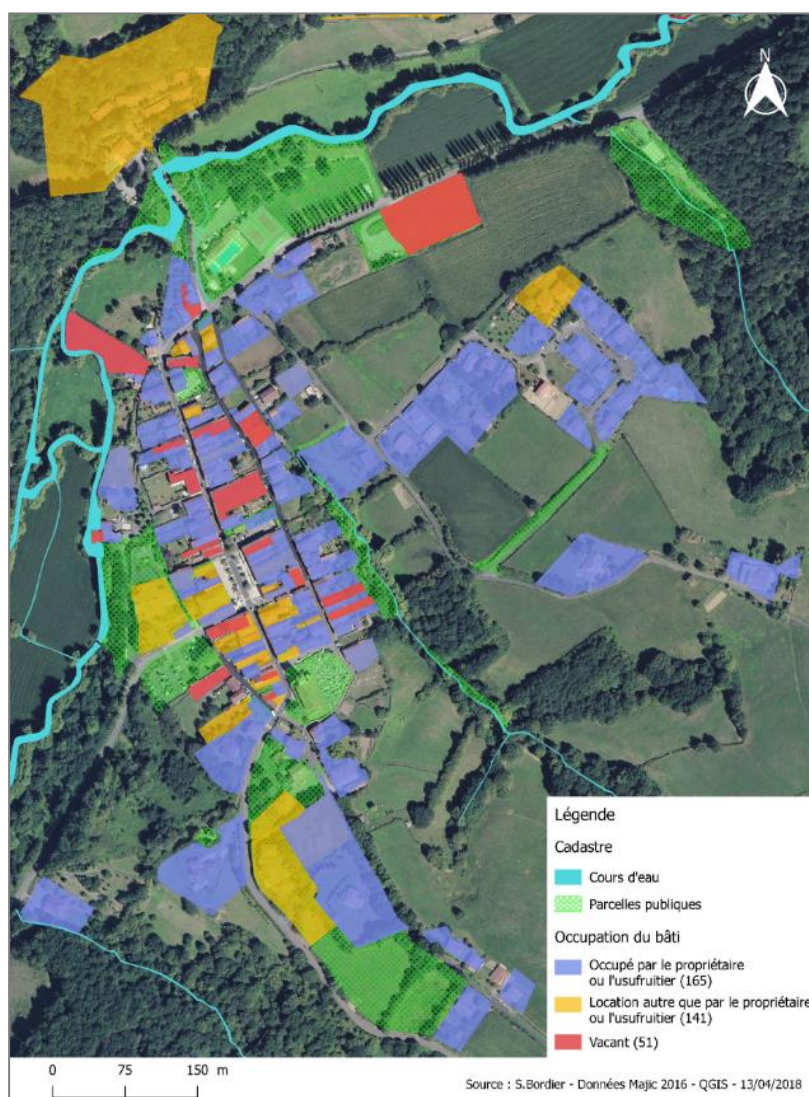 N
Légende
Cadastre
Cours d'eau
Parcelles publiques
Occupation du bâti
Occupé par le propriétaire
ou l'usufruitier (165)
Location autre que par le propriétaire
ou l'usufruitier (141)
Vacant (51)
0 75 150 m
Source : S.Bordier - Données Majic 2016 - QGIS - 13/04/2018